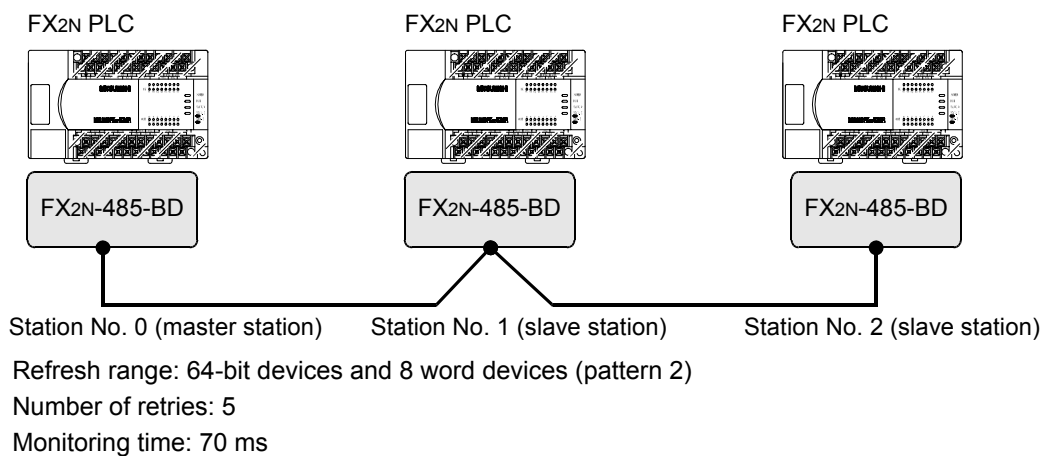 FX2N PLC FX2N PLC FX2N PLC
FX2N-485-BD FX2N-485-BD FX2N-485-BD
Station No. 0 (master station) Station No. 1 (slave station) Station No. 2 (slave station)
Refresh range: 64-bit devices and 8 word devices (pattern 2)
Number of retries: 5
Monitoring time: 70 ms